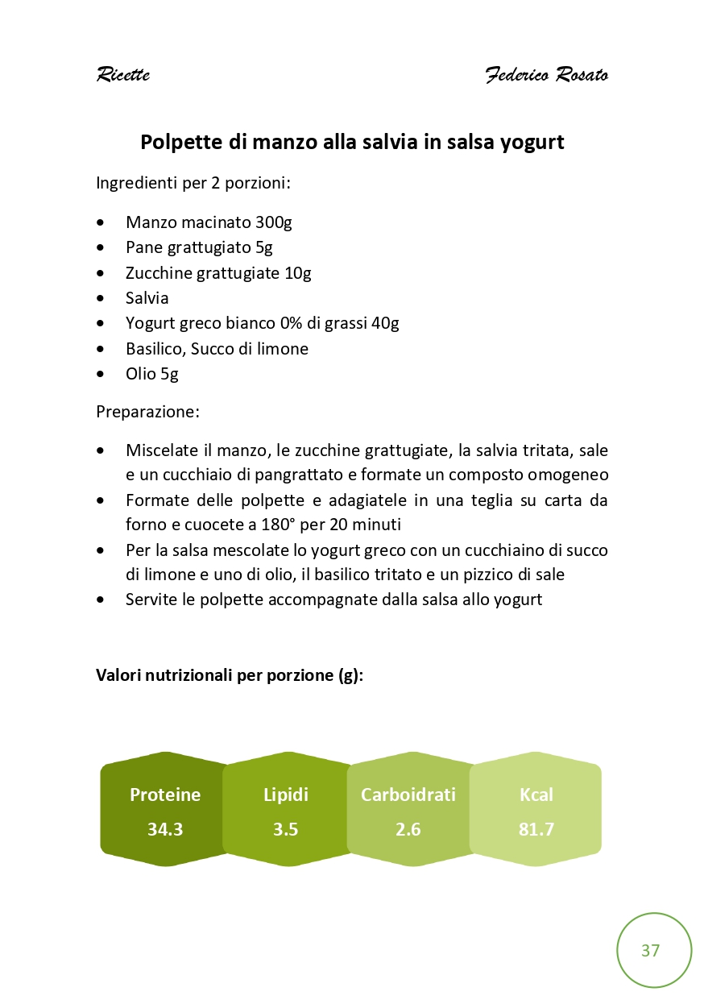 Ricette Federico Rosato
Polpette di manzo alla salvia in salsa yogurt
Ingredienti per 2 porzioni:
• Manzo macinato 300g
• Pane grattugiato 5g
• Zucchine grattugiate 10g
• Salvia
• Yogurt greco bianco 0% di grassi 40g
• Basilico, Succo di limone
• Olio 5g
Preparazione:
• Miscelate il manzo, le zucchine grattugiate, la salvia tritata, sale
e un cucchiaio di pangrattato e formate un composto omogeneo
• Formate delle polpette e adagiatele in una teglia su carta da
forno e cuocete a 180° per 20 minuti
• Per la salsa mescolate lo yogurt greco con un cucchiaino di succo
di limone e uno di olio, il basilico tritato e un pizzico di sale
• Servite le polpette accompagnate dalla salsa allo yogurt
Valori nutrizionali per porzione (g):
Proteine Lipidi Carboidrati Kcal
34.3 3.5 2.6 81.7
37